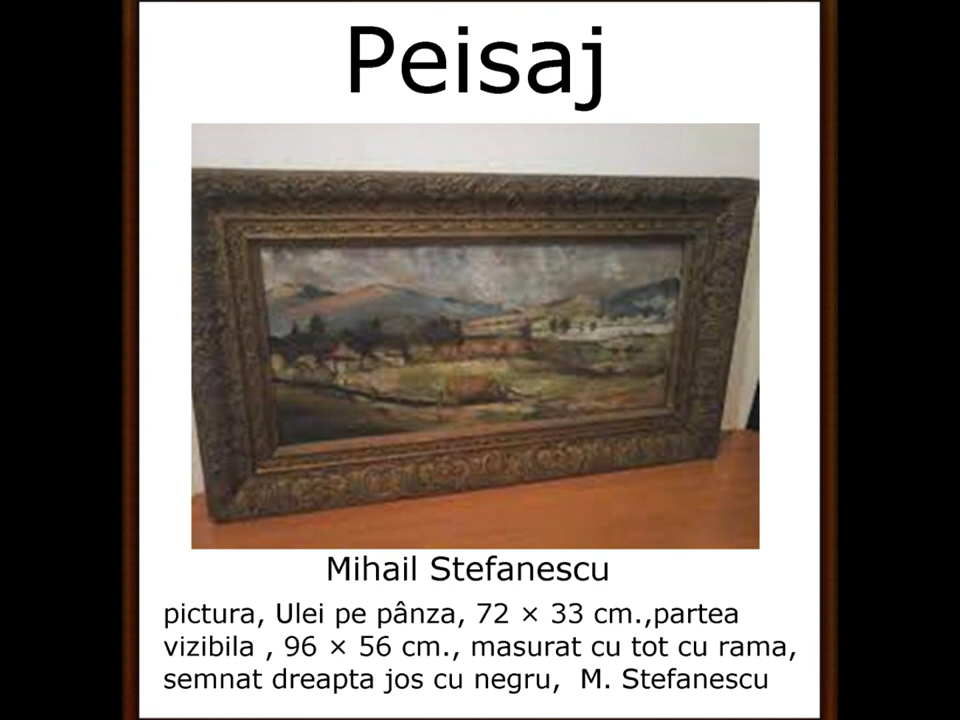 Peisaj
Mihail Stefanescu
pictura, Ulei pe pânza, 72 × 33 cm.,partea
vizibila , 96 × 56 cm., masurat cu tot cu rama,
semnat dreapta jos cu negru,  M. Stefanescu